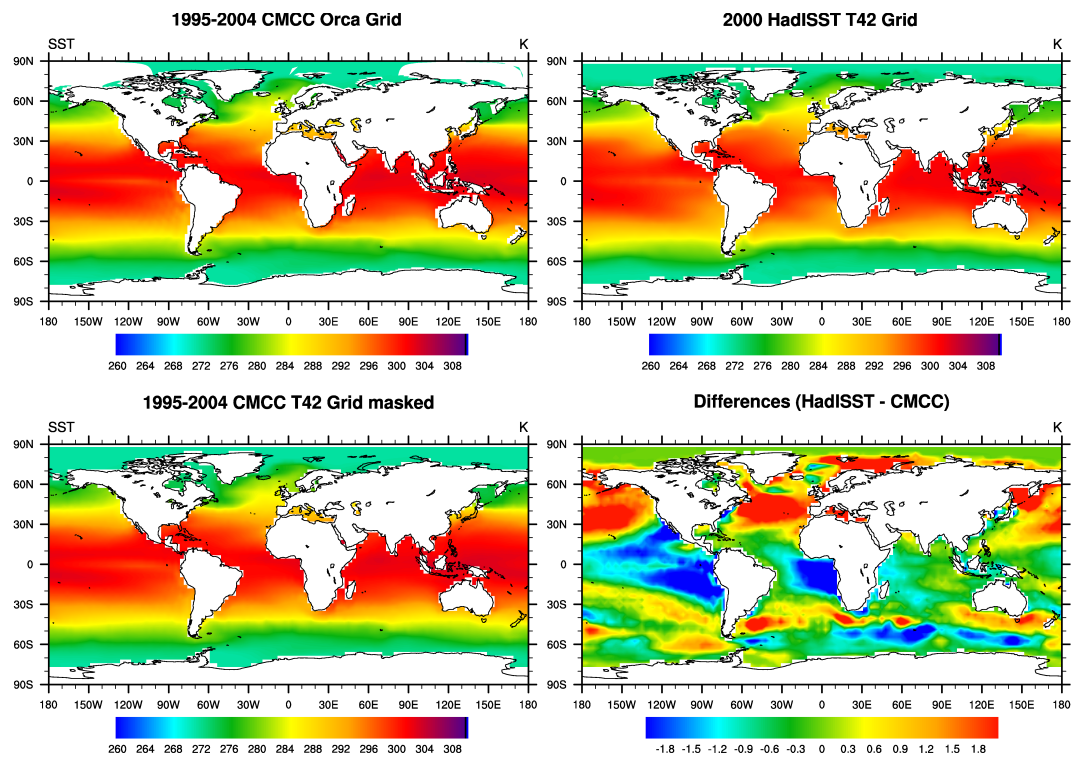 1995-2004 CMCC Orca Grid
SST K
90N
60N
30N
0
30S
60S
90S
180 150W 120W 90W 60W 30W 0 30E 60E 90E 120E 150E 180
260 264 268 272 276 280 284 288 292 296 300 304 308
2000 HadISST T42 Grid
K
90N
60N
30N
0
30S
60S
90S
180 150W 120W 90W 60W 30W 0 30E 60E 90E 120E 150E 180
260 264 268 272 276 280 284 288 292 296 300 304 308
1995-2004 CMCC T42 Grid masked
SST K
90N
60N
30N
0
30S
60S
90S
180 150W 120W 90W 60W 30W 0 30E 60E 90E 120E 150E 180
260 264 268 272 276 280 284 288 292 296 300 304 308
Differences (HadISST - CMCC)
K
90N
60N
30N
0
30S
60S
90S
180 150W 120W 90W 60W 30W 0 30E 60E 90E 120E 150E 180
-1.8 -1.5 -1.2 -0.9 -0.6 -0.3 0 0.3 0.6 0.9 1.2 1.5 1.8